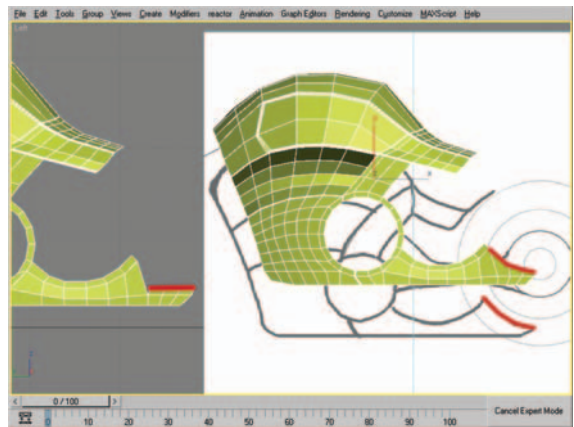 File Edit Tools Group Views Create Modifiers reactor Animation Graph Editors Rendering Customize MAXScript Help
Left
< 0 / 100 >
0 10 20 30 40 50 60 70 80 90 100
Cancel Expert Mode